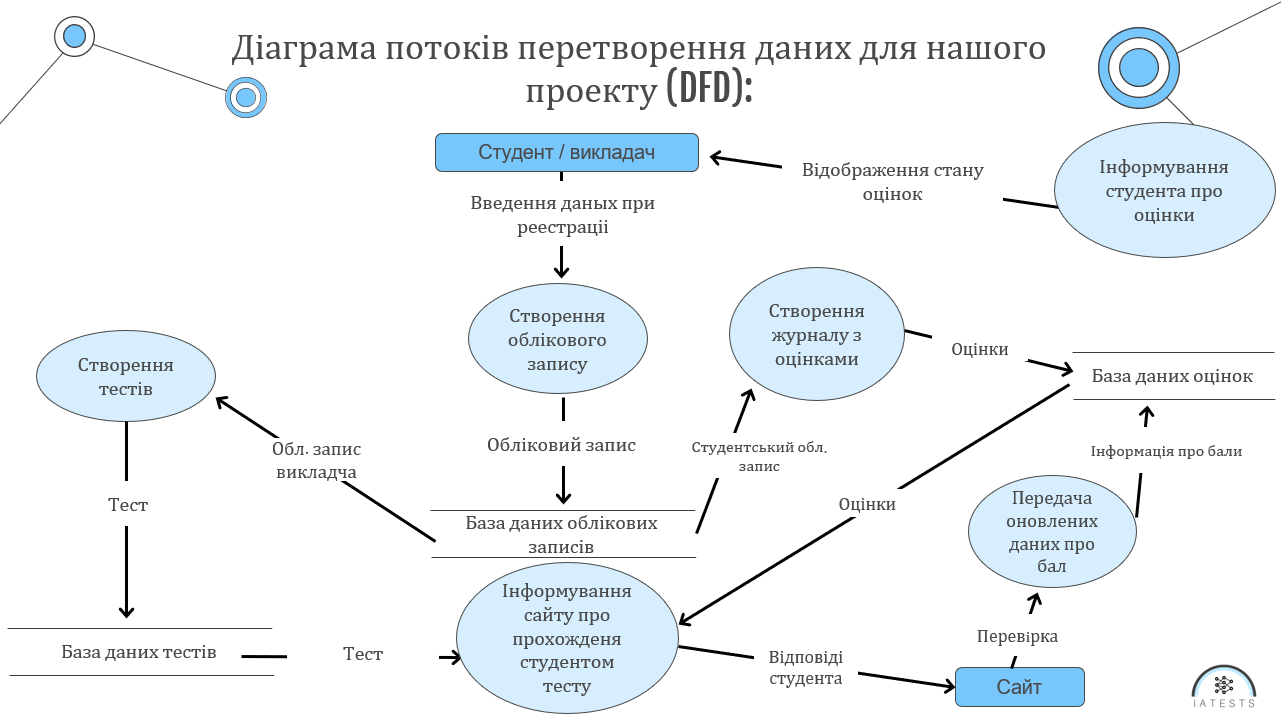 Діаграма потоків перетворення даних для нашого
проекту (DFD):
Студент / викладач
Відображення стану
оцінок
Інформування
студента про
оцінки
Введення даных при
реестраціі
Створення
облікового
запису
Створення
журналу з
оцінками
Оцінки
База даних оцінок
Створення
тестів
Обл. запис
викладча
Обліковий запис
Студентський обл.
запис
Інформація про бали
Тест
База даних облікових
записів
Оцінки
Передача
оновлених
даних про
бал
Інформування
сайту про
прохожденя
студентом
тесту
База даних тестів
Тест
Відповіді
студента
Перевірка
Сайт
IATESTS